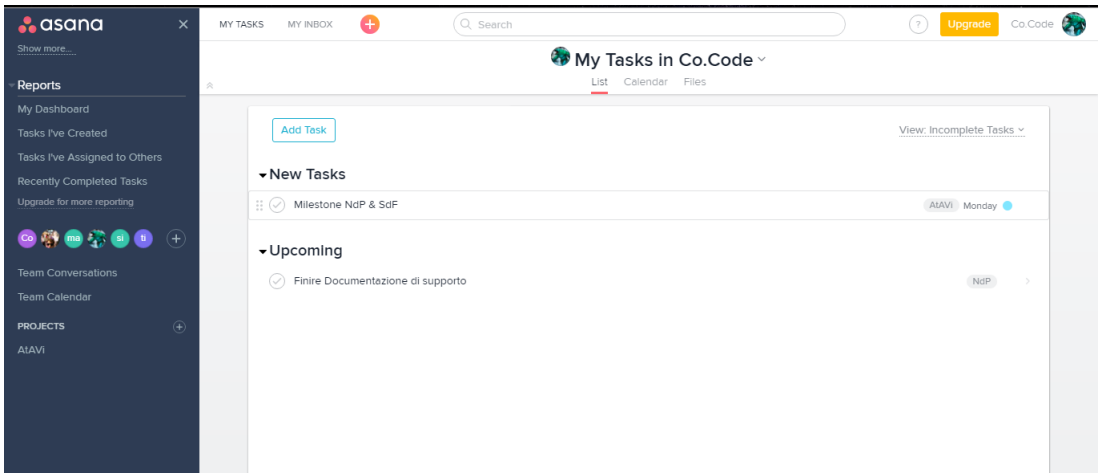 asana
Show more...
Reports
My Dashboard
Tasks I've Created
Tasks I've Assigned to Others
Recently Completed Tasks
Upgrade for more reporting
Co ma si ti
Team Conversations
Team Calendar
PROJECTS
AtAVi
MY TASKS MY INBOX Search ? Upgrade Co.Code
My Tasks in Co.Code
List Calendar Files
Add Task View: Incomplete Tasks
New Tasks
Milestone NdP & SdF AtAVi Monday
Upcoming
Finire Documentazione di supporto NdP